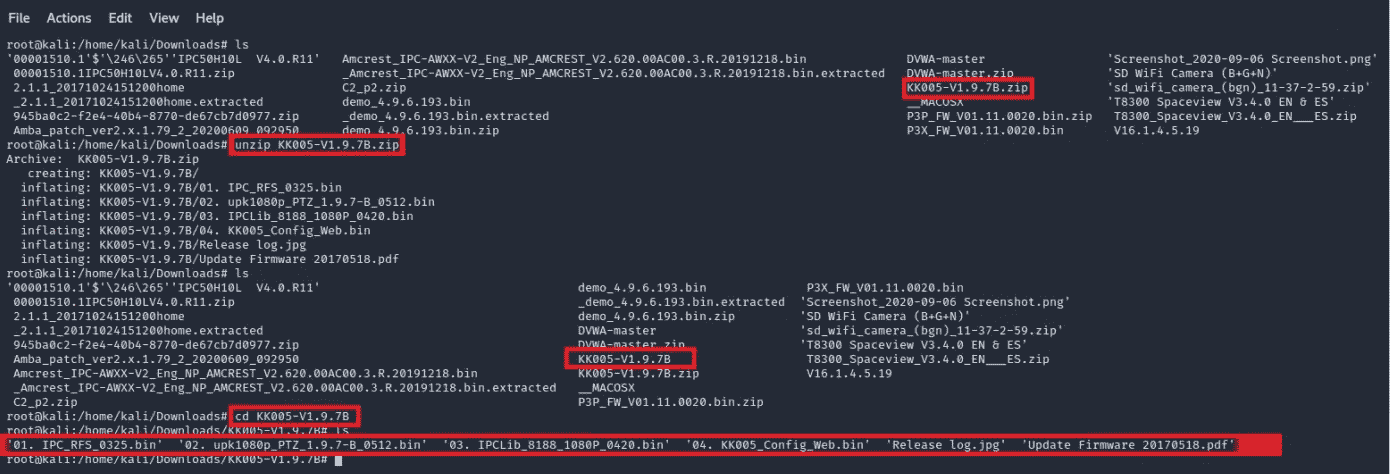 File Actions Edit View Help
root@kali:/home/kali/Downloads# ls
'00001510.1'$'\246\265''IPC50H10L V4.0.R11' Amcrest_IPC-AWXX-V2_Eng_NP_AMCREST_V2.620.00AC00.3.R.20191218.bin DVWA-master 'Screenshot_2020-09-06 Screenshot.png'
00001510.1IPC50H10LV4.0.R11.zip _Amcrest_IPC-AWXX-V2_Eng_NP_AMCREST_V2.620.00AC00.3.R.20191218.bin.extracted DVWA-master.zip 'SD WiFi Camera (B+G+N)'
2.1.1_20171024151200home C2_p2.zip KK005-V1.9.7B.zip 'sd_wifi_camera_(bgn)_11-37-2-59.zip'
_2.1.1_20171024151200home.extracted demo_4.9.6.193.bin __MACOSX 'T8300 Spaceview V3.4.0 EN & ES'
945ba0c2-f2e4-40b4-8770-de67cb7d0977.zip _demo_4.9.6.193.bin.extracted P3P_FW_V01.11.0020.bin.zip T8300_Spaceview_V3.4.0_EN___ES.zip
Amba_patch_ver2.x.1.79_2_20200609_092950 demo_4.9.6.193.bin.zip P3X_FW_V01.11.0020.bin V16.1.4.5.19
root@kali:/home/kali/Downloads# unzip KK005-V1.9.7B.zip
Archive: KK005-V1.9.7B.zip
creating: KK005-V1.9.7B/
inflating: KK005-V1.9.7B/01. IPC_RFS_0325.bin
inflating: KK005-V1.9.7B/02. upk1080p_PTZ_1.9.7-B_0512.bin
inflating: KK005-V1.9.7B/03. IPCLib_8188_1080P_0420.bin
inflating: KK005-V1.9.7B/04. KK005_Config_Web.bin
inflating: KK005-V1.9.7B/Release log.jpg
inflating: KK005-V1.9.7B/Update Firmware 20170518.pdf
root@kali:/home/kali/Downloads# ls
'00001510.1'$'\246\265''IPC50H10L V4.0.R11' demo_4.9.6.193.bin P3X_FW_V01.11.0020.bin
00001510.1IPC50H10LV4.0.R11.zip _demo_4.9.6.193.bin.extracted 'Screenshot_2020-09-06 Screenshot.png'
2.1.1_20171024151200home demo_4.9.6.193.bin.zip 'SD WiFi Camera (B+G+N)'
_2.1.1_20171024151200home.extracted DVWA-master 'sd_wifi_camera_(bgn)_11-37-2-59.zip'
945ba0c2-f2e4-40b4-8770-de67cb7d0977.zip DVWA-master.zip 'T8300 Spaceview V3.4.0 EN & ES'
Amba_patch_ver2.x.1.79_2_20200609_092950 KK005-V1.9.7B T8300_Spaceview_V3.4.0_EN___ES.zip
Amcrest_IPC-AWXX-V2_Eng_NP_AMCREST_V2.620.00AC00.3.R.20191218.bin KK005-V1.9.7B.zip V16.1.4.5.19
_Amcrest_IPC-AWXX-V2_Eng_NP_AMCREST_V2.620.00AC00.3.R.20191218.bin.extracted __MACOSX
C2_p2.zip P3P_FW_V01.11.0020.bin.zip
root@kali:/home/kali/Downloads# cd KK005-V1.9.7B
root@kali:/home/kali/Downloads/KK005-V1.9.7B# ls
'01. IPC_RFS_0325.bin' '02. upk1080p_PTZ_1.9.7-B_0512.bin' '03. IPCLib_8188_1080P_0420.bin' '04. KK005_Config_Web.bin' 'Release log.jpg' 'Update Firmware 20170518.pdf'
root@kali:/home/kali/Downloads/KK005-V1.9.7B#